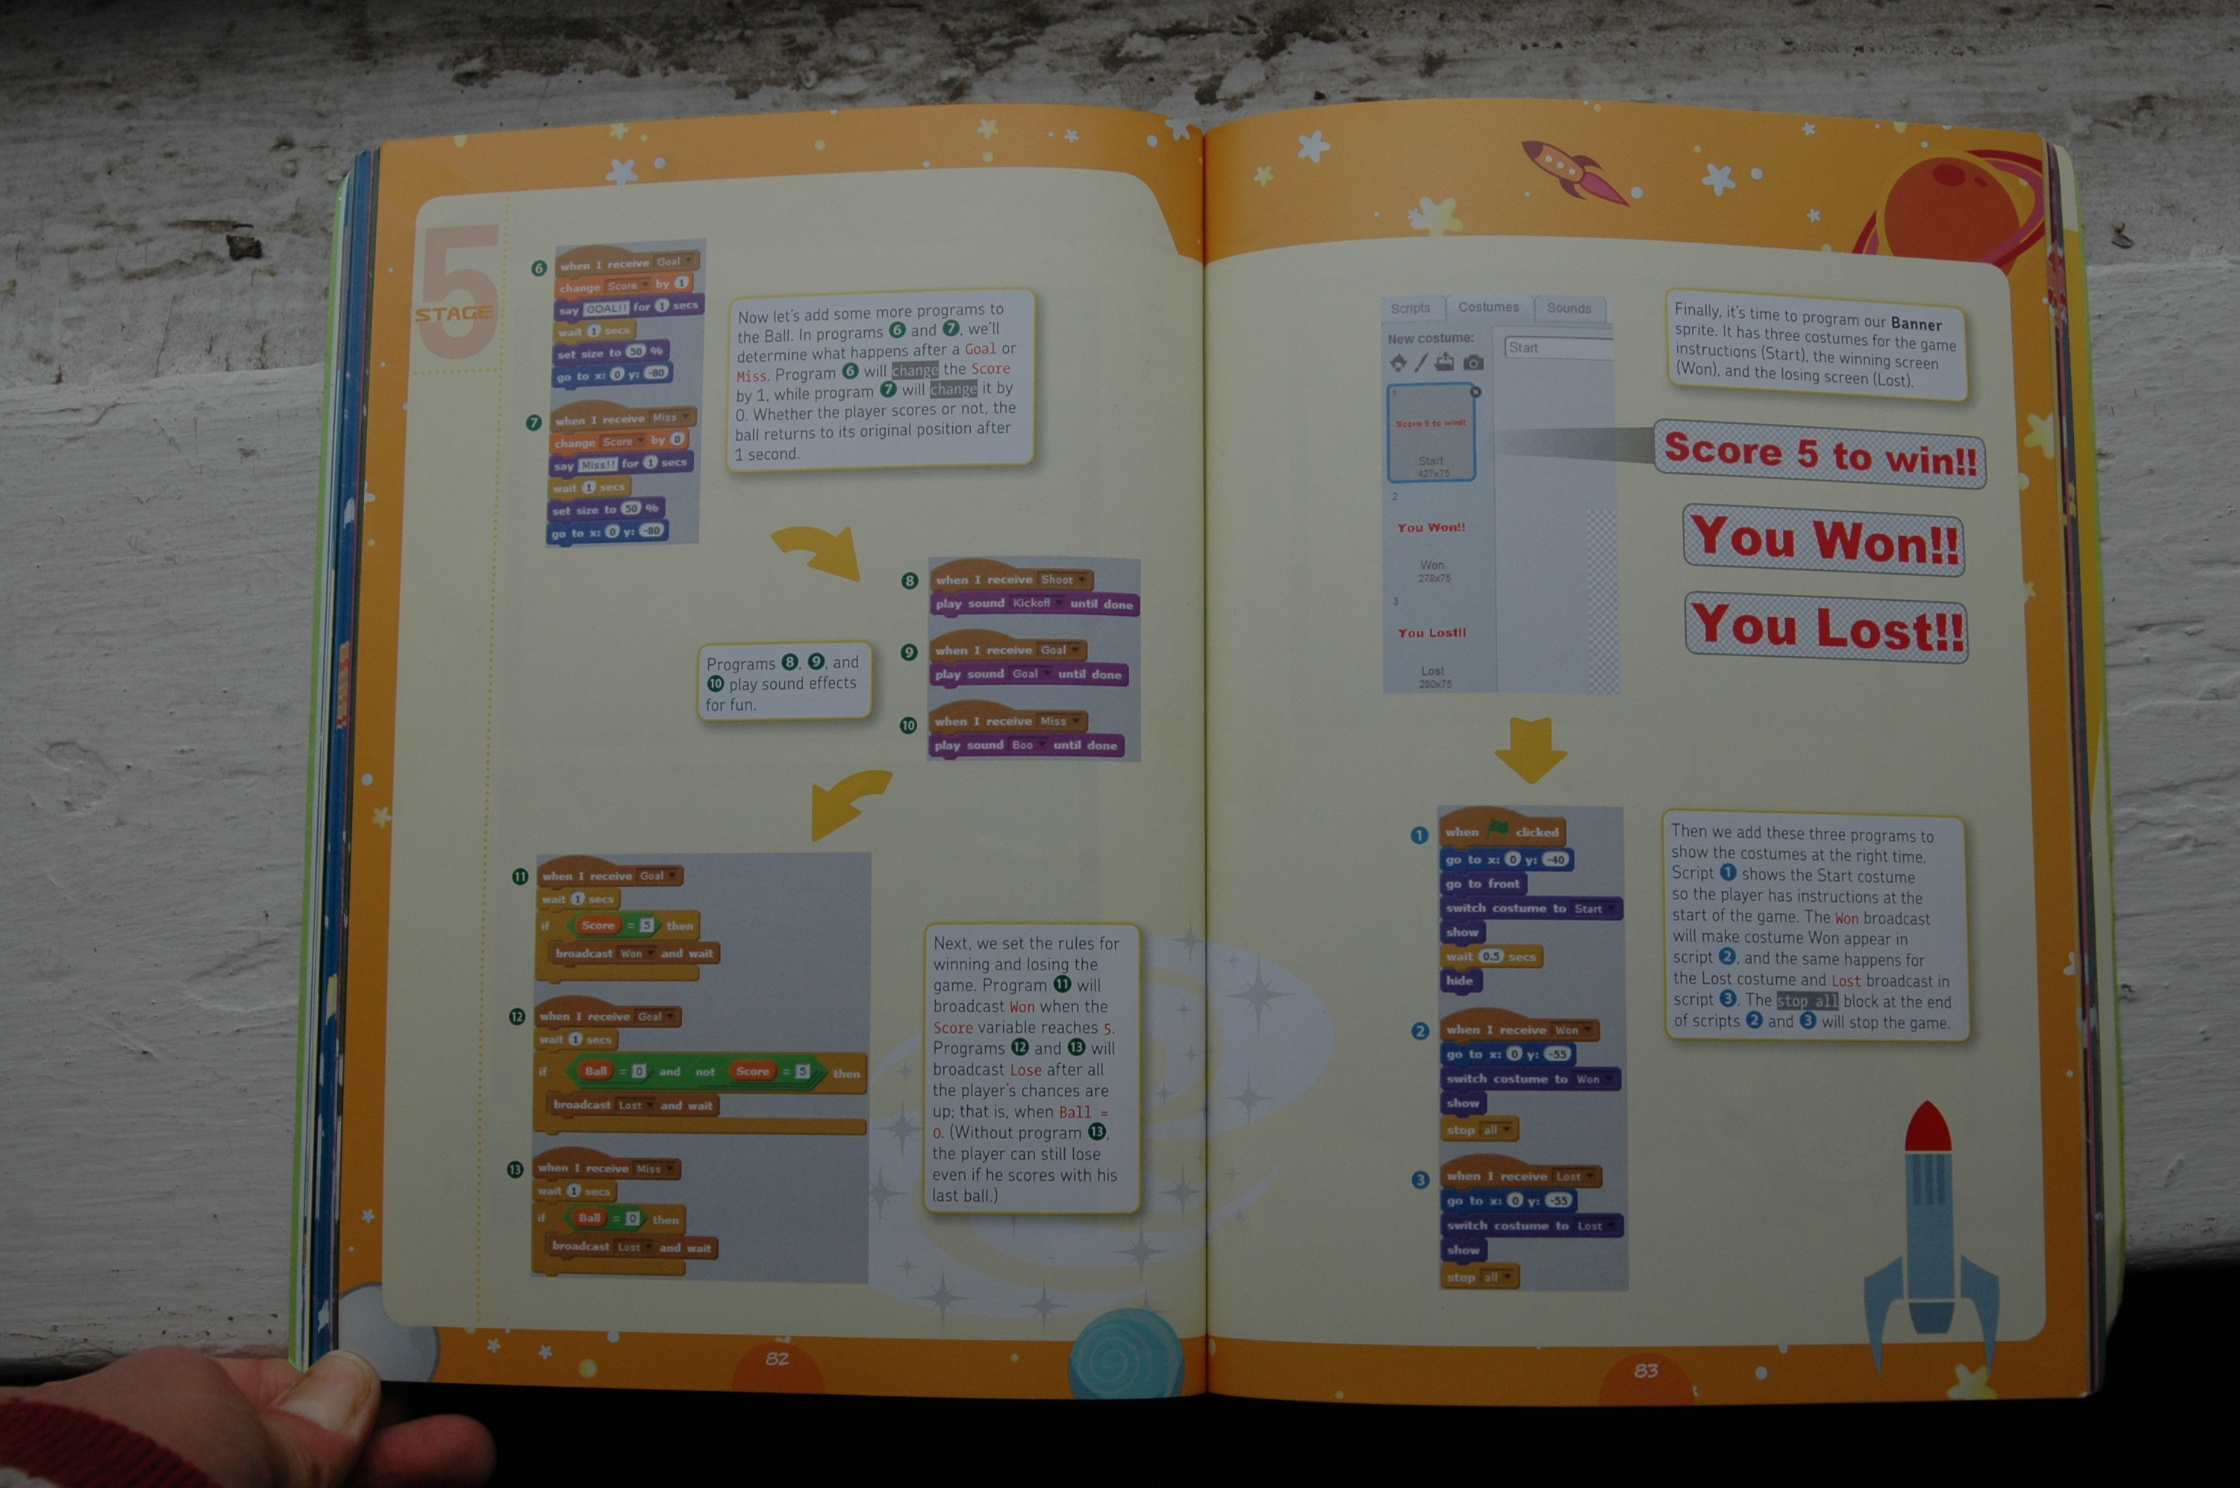 5
STAGE
6
when I receive Goal
change Score by 1
say GOAL!! for 1 secs
wait 1 secs
set size to 50 %
go to x: 0 y: -80
7
when I receive Miss
change Score by 0
say Miss!! for 1 secs
wait 1 secs
set size to 50 %
go to x: 0 y: -80
Now let's add some more programs to
the Ball. In programs 6 and 7, we'll
determine what happens after a Goal or
Miss. Program 6 will change the Score
by 1, while program 7 will change it by
0. Whether the player scores or not, the
ball returns to its original position after
1 second.
8
when I receive Shoot
play sound Kickoff until done
9
when I receive Goal
play sound Goal until done
10
when I receive Miss
play sound Boo until done
Programs 8, 9, and
10 play sound effects
for fun.
11
when I receive Goal
wait 1 secs
if Score = 5 then
broadcast Won and wait
12
when I receive Goal
wait 1 secs
if Ball = 0 and not Score = 5 then
broadcast Lost and wait
13
when I receive Miss
wait 1 secs
if Ball = 0 then
broadcast Lost and wait
Next, we set the rules for
winning and losing the
game. Program 11 will
broadcast Won when the
Score variable reaches 5.
Programs 12 and 13 will
broadcast Lose after all
the player's chances are
up; that is, when Ball =
0. (Without program 13,
the player can still lose
even if he scores with his
last ball.)
82
Scripts Costumes Sounds
New costume:
Start
1
Score 5 to win!!
Start
427x75
2
You Won!!
Won
278x75
3
You Lost!!
Lost
280x75
Finally, it's time to program our Banner
sprite. It has three costumes for the game
instructions (Start), the winning screen
(Won), and the losing screen (Lost).
Score 5 to win!!
You Won!!
You Lost!!
1
when clicked
go to x: 0 y: -40
go to front
switch costume to Start
show
wait 0.5 secs
hide
2
when I receive Won
go to x: 0 y: -55
switch costume to Won
show
stop all
3
when I receive Lost
go to x: 0 y: -55
switch costume to Lost
show
stop all
Then we add these three programs to
show the costumes at the right time.
Script 1 shows the Start costume
so the player has instructions at the
start of the game. The Won broadcast
will make costume Won appear in
script 2, and the same happens for
the Lost costume and Lost broadcast in
script 3. The stop all block at the end
of scripts 2 and 3 will stop the game.
83